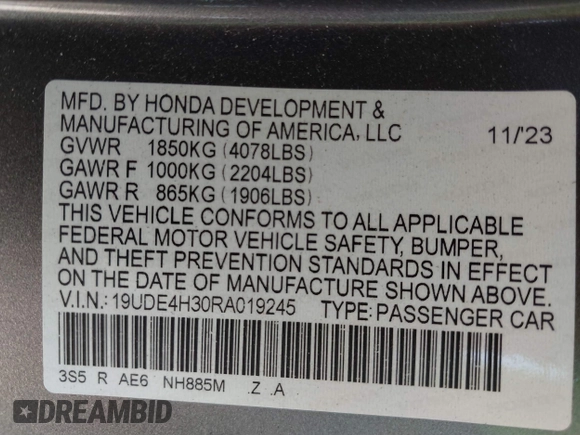 MFD. BY HONDA DEVELOPMENT &
MANUFACTURING OF AMERICA, LLC 11/'23
GVWR 1850KG (4078LBS)
GAWR F 1000KG (2204LBS)
GAWR R 865KG (1906LBS)
THIS VEHICLE CONFORMS TO ALL APPLICABLE
FEDERAL MOTOR VEHICLE SAFETY, BUMPER,
AND THEFT PREVENTION STANDARDS IN EFFECT
ON THE DATE OF MANUFACTURE SHOWN ABOVE.
V.I.N.: 19UDE4H30RA019245 TYPE: PASSENGER CAR
3S5 R AE6 NH885M .Z .A
DREAMBID